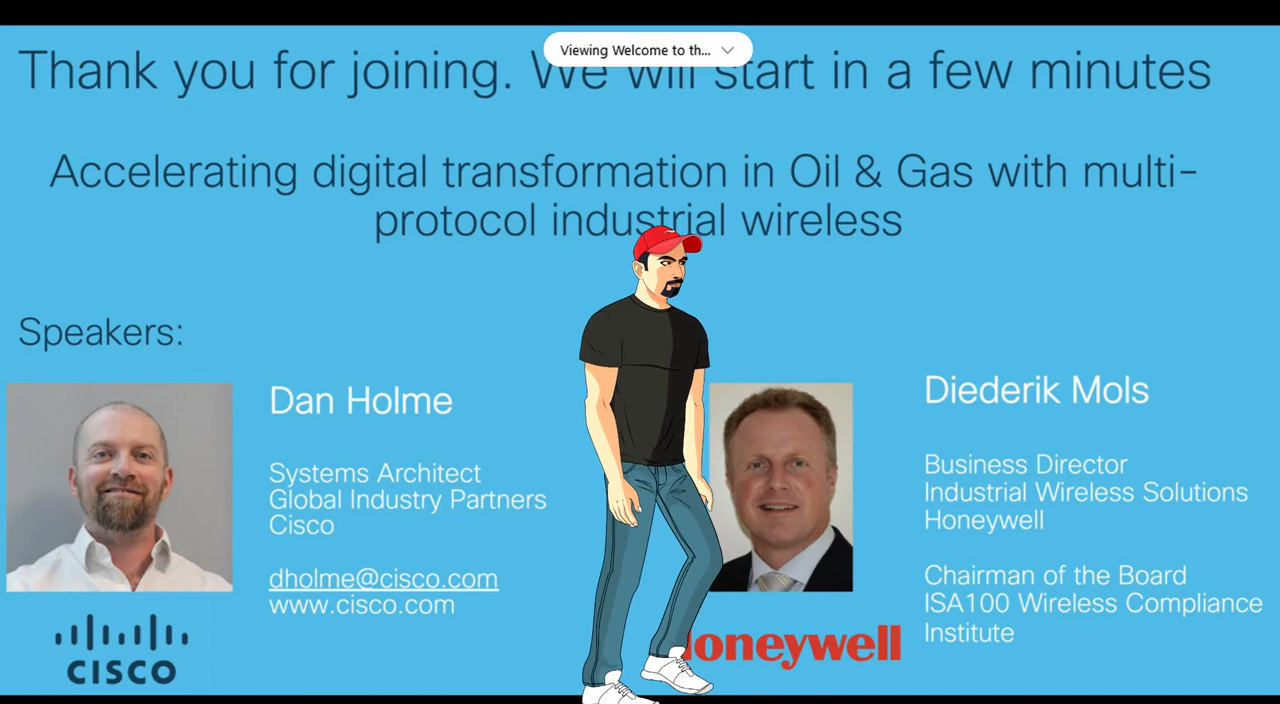 Viewing Welcome to th...
Thank you for joining. We will start in a few minutes
Accelerating digital transformation in Oil & Gas with multi-
protocol industrial wireless
Speakers:
Dan Holme
Systems Architect
Global Industry Partners
Cisco
dholme@cisco.com
www.cisco.com
CISCO
Diederik Mols
Business Director
Industrial Wireless Solutions
Honeywell
Chairman of the Board
ISA100 Wireless Compliance
Institute
Honeywell